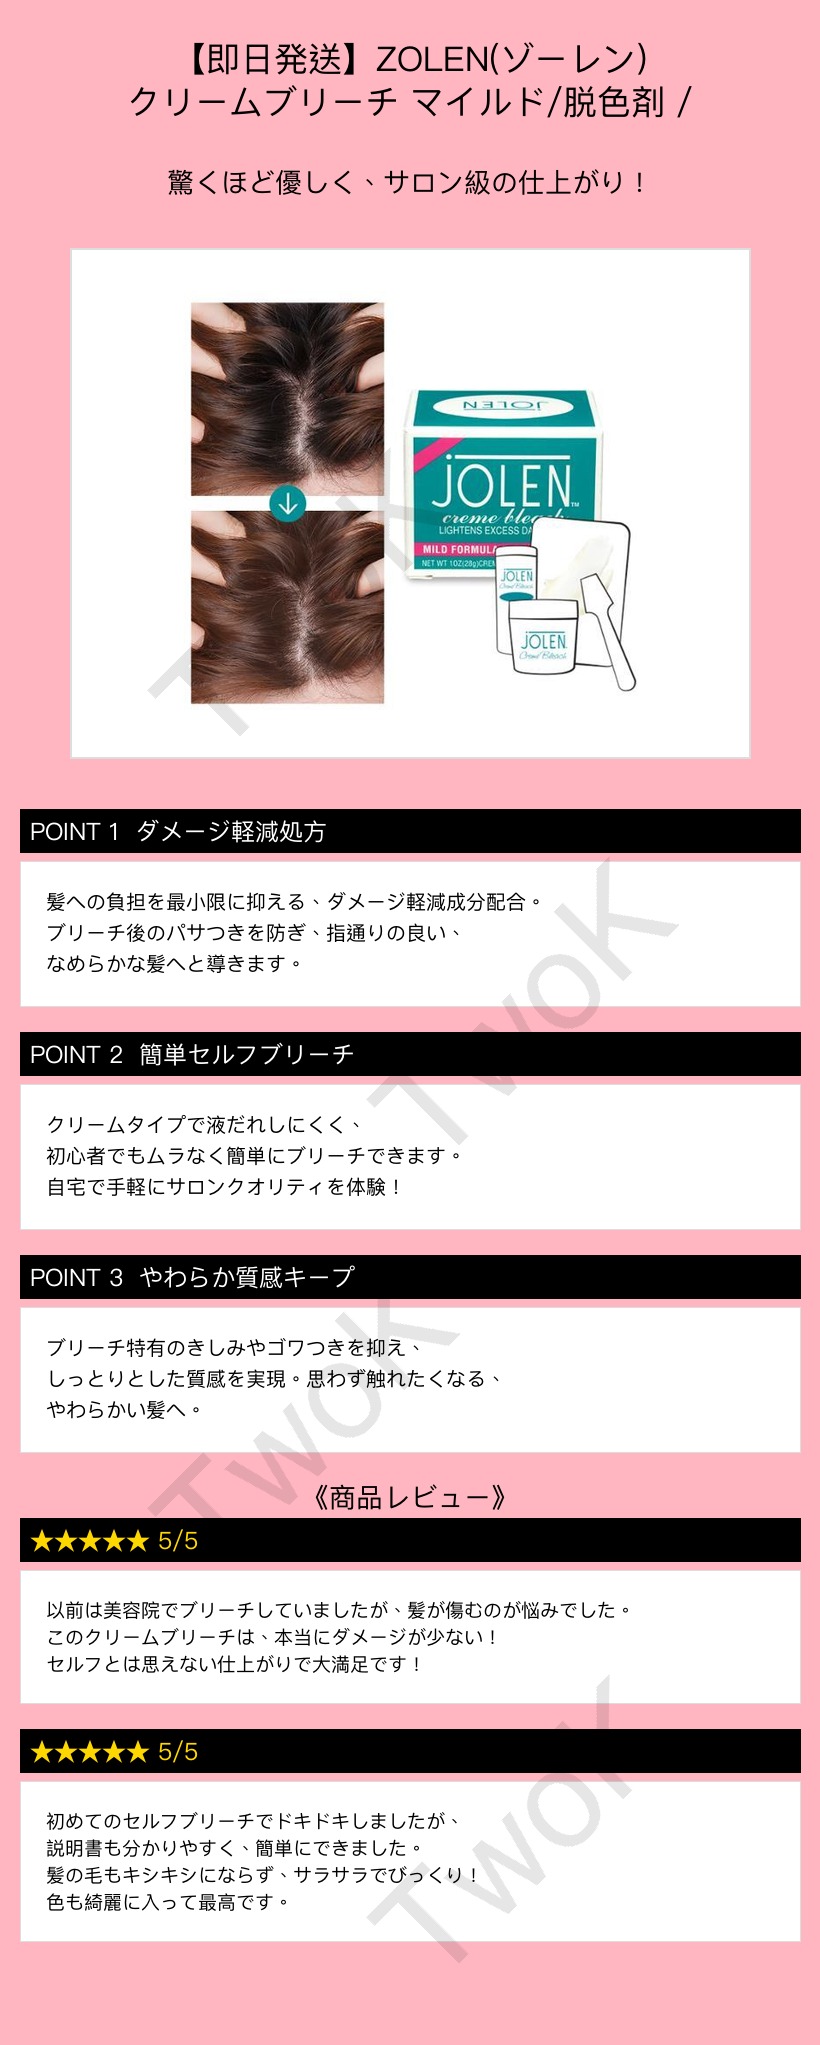 【即日発送】ZOLEN(ゾーレン)
クリームブリーチ マイルド/脱色剤 /
驚くほど優しく、サロン級の仕上がり！
JOLEN
JOLEN™
creme bleach
LIGHTENS EXCESS DA
MILD FORMULA
NET WT 1OZ(28g)CREM
JOLEN
Creme Bleach
JOLEN
Creme Bleach
TwoK
POINT 1 ダメージ軽減処方
髪への負担を最小限に抑える、ダメージ軽減成分配合。
ブリーチ後のパサつきを防ぎ、指通りの良い、
なめらかな髪へと導きます。
TwoK
POINT 2 簡単セルフブリーチ
クリームタイプで液だれしにくく、
初心者でもムラなく簡単にブリーチできます。
自宅で手軽にサロンクオリティを体験！
POINT 3 やわらか質感キープ
ブリーチ特有のきしみやゴワつきを抑え、
しっとりとした質感を実現。思わず触れたくなる、
やわらかい髪へ。
TwoK
《商品レビュー》
★★★★★ 5/5
以前は美容院でブリーチしていましたが、髪が傷むのが悩みでした。
このクリームブリーチは、本当にダメージが少ない！
セルフとは思えない仕上がりで大満足です！
★★★★★ 5/5
初めてのセルフブリーチでドキドキしましたが、
説明書も分かりやすく、簡単にできました。
髪の毛もキシキシにならず、サラサラでびっくり！
色も綺麗に入って最高です。
TwoK